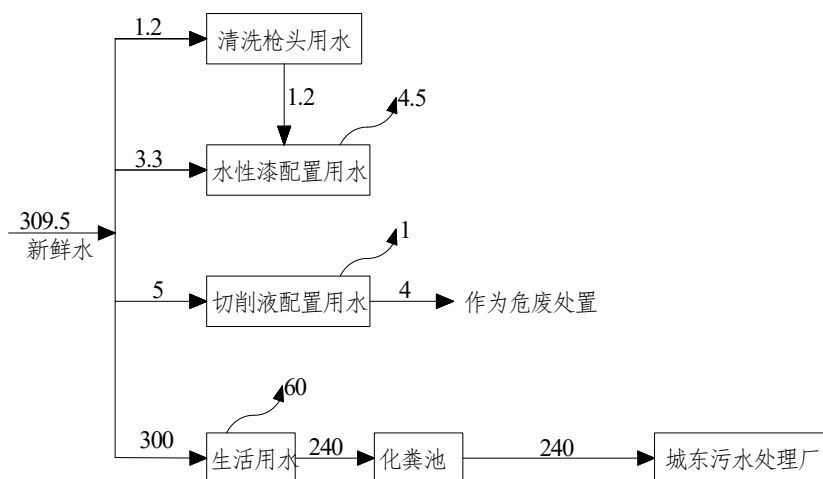 1.2
清洗枪头用水
1.2
4.5
3.3
水性漆配置用水
309.5
新鲜水
1
5
切削液配置用水
4
作为危废处置
60
300
生活用水
240
化粪池
240
城东污水处理厂